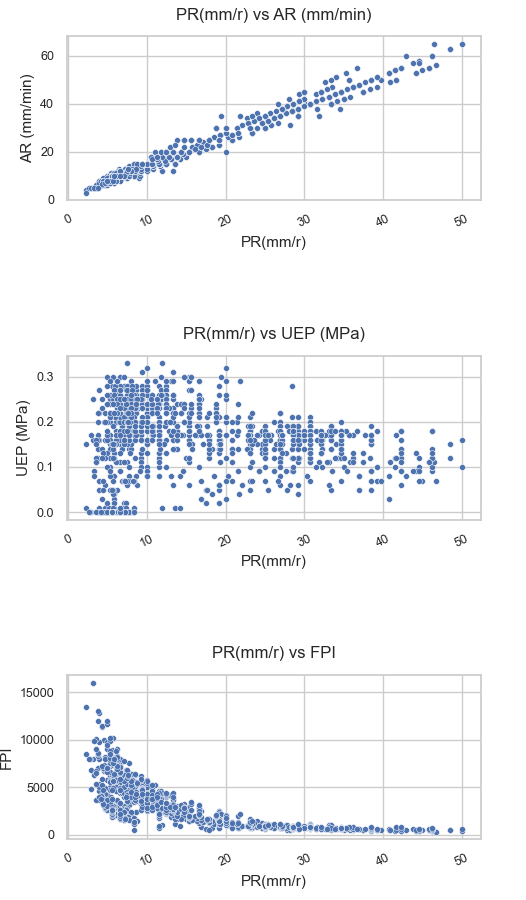 PR(mm/r) vs AR (mm/min)
60
40
20
0
AR (mm/min)
0 10 20 30 40 50
PR(mm/r)
PR(mm/r) vs UEP (MPa)
0.3
0.2
0.1
0.0
UEP (MPa)
0 10 20 30 40 50
PR(mm/r)
PR(mm/r) vs FPI
15000
10000
5000
0
FPI
0 10 20 30 40 50
PR(mm/r)